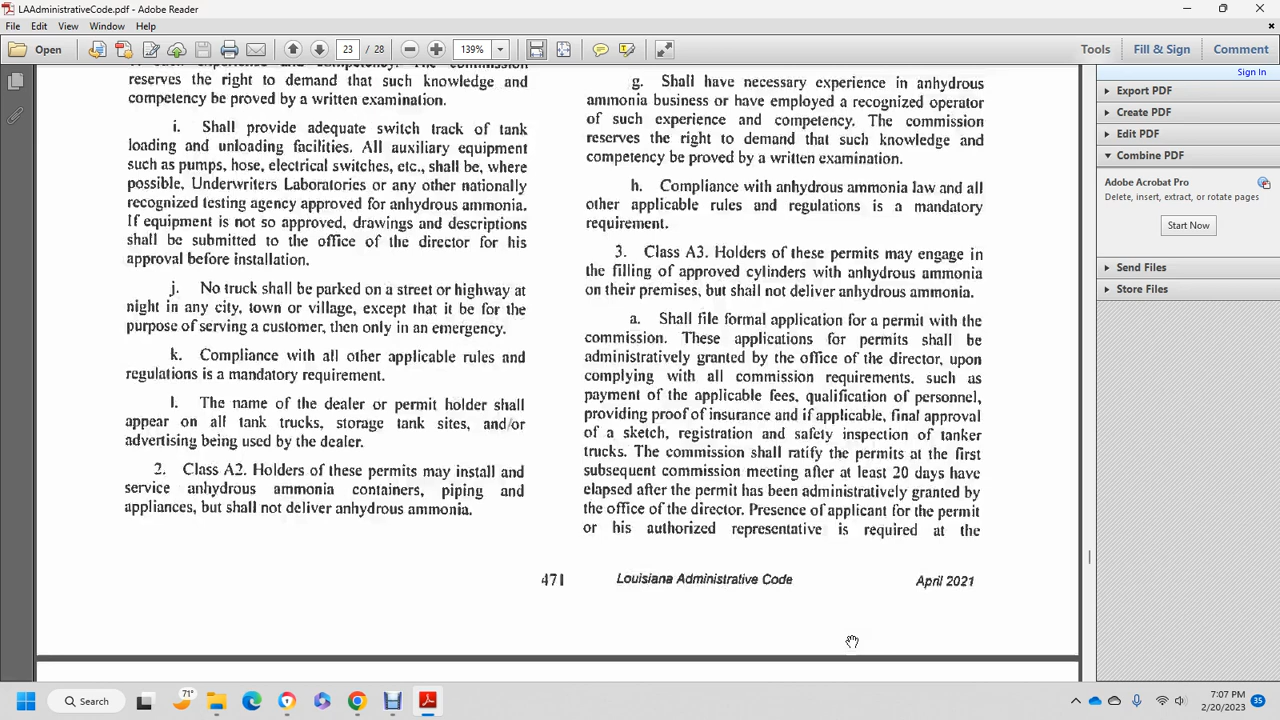 LAAdministrativeCode.pdf - Adobe Reader
File Edit View Window Help
Open 23 / 28 139% Tools Fill & Sign Comment
Sign In
Export PDF
Create PDF
Edit PDF
Combine PDF
Adobe Acrobat Pro
Delete, insert, extract, or rotate pages
Start Now
Send Files
Store Files
of such experience and competency. The commission
reserves the right to demand that such knowledge and
competency be proved by a written examination.
i. Shall provide adequate switch track of tank
loading and unloading facilities. All auxiliary equipment
such as pumps, hose, electrical switches, etc., shall be, where
possible, Underwriters Laboratories or any other nationally
recognized testing agency approved for anhydrous ammonia.
If equipment is not so approved, drawings and descriptions
shall be submitted to the office of the director for his
approval before installation.
j. No truck shall be parked on a street or highway at
night in any city, town or village, except that it be for the
purpose of serving a customer, then only in an emergency.
k. Compliance with all other applicable rules and
regulations is a mandatory requirement.
l. The name of the dealer or permit holder shall
appear on all tank trucks, storage tank sites, and/or
advertising being used by the dealer.
2. Class A2. Holders of these permits may install and
service anhydrous ammonia containers, piping and
appliances, but shall not deliver anhydrous ammonia.
g. Shall have necessary experience in anhydrous
ammonia business or have employed a recognized operator
of such experience and competency. The commission
reserves the right to demand that such knowledge and
competency be proved by a written examination.
h. Compliance with anhydrous ammonia law and all
other applicable rules and regulations is a mandatory
requirement.
3. Class A3. Holders of these permits may engage in
the filling of approved cylinders with anhydrous ammonia
on their premises, but shall not deliver anhydrous ammonia.
a. Shall file formal application for a permit with the
commission. These applications for permits shall be
administratively granted by the office of the director, upon
complying with all commission requirements, such as
payment of the applicable fees, qualification of personnel,
providing proof of insurance and if applicable, final approval
of a sketch, registration and safety inspection of tanker
trucks. The commission shall ratify the permits at the first
subsequent commission meeting after at least 20 days have
elapsed after the permit has been administratively granted by
the office of the director. Presence of applicant for the permit
or his authorized representative is required at the
471 Louisiana Administrative Code April 2021
Search 71° 7:07 PM
2/20/2023 35